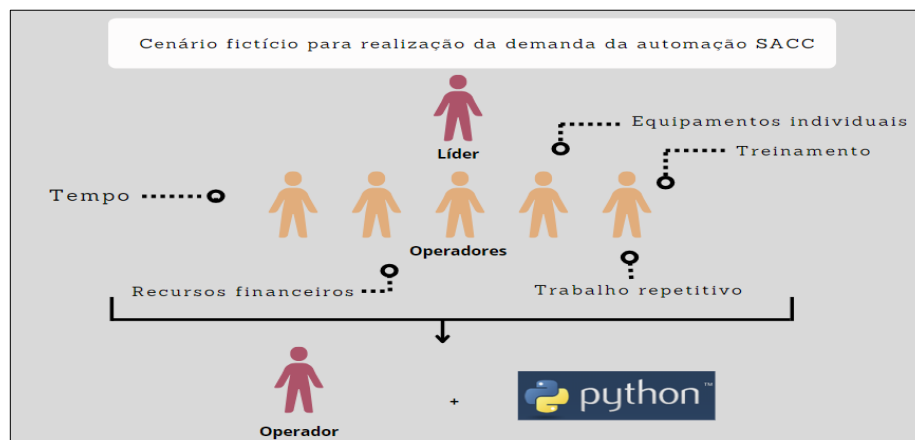 Cenário fictício para realização da demanda da automação SACC
Líder
Equipamentos individuais
Treinamento
Tempo
Operadores
Recursos financeiros
Trabalho repetitivo
Operador
+
python™